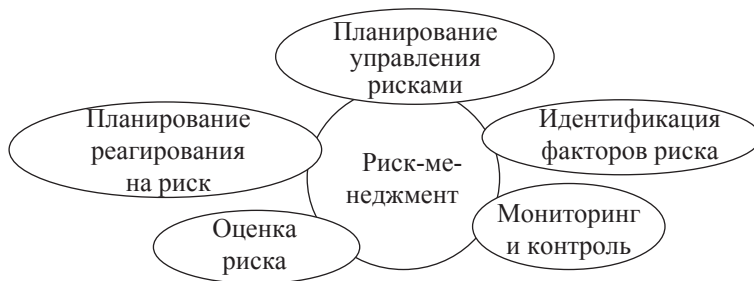 Планирование
управления
рисками
Планирование
реагирования
на риск
Идентификация
факторов риска
Риск-ме-
неджмент
Оценка
риска
Мониторинг
и контроль